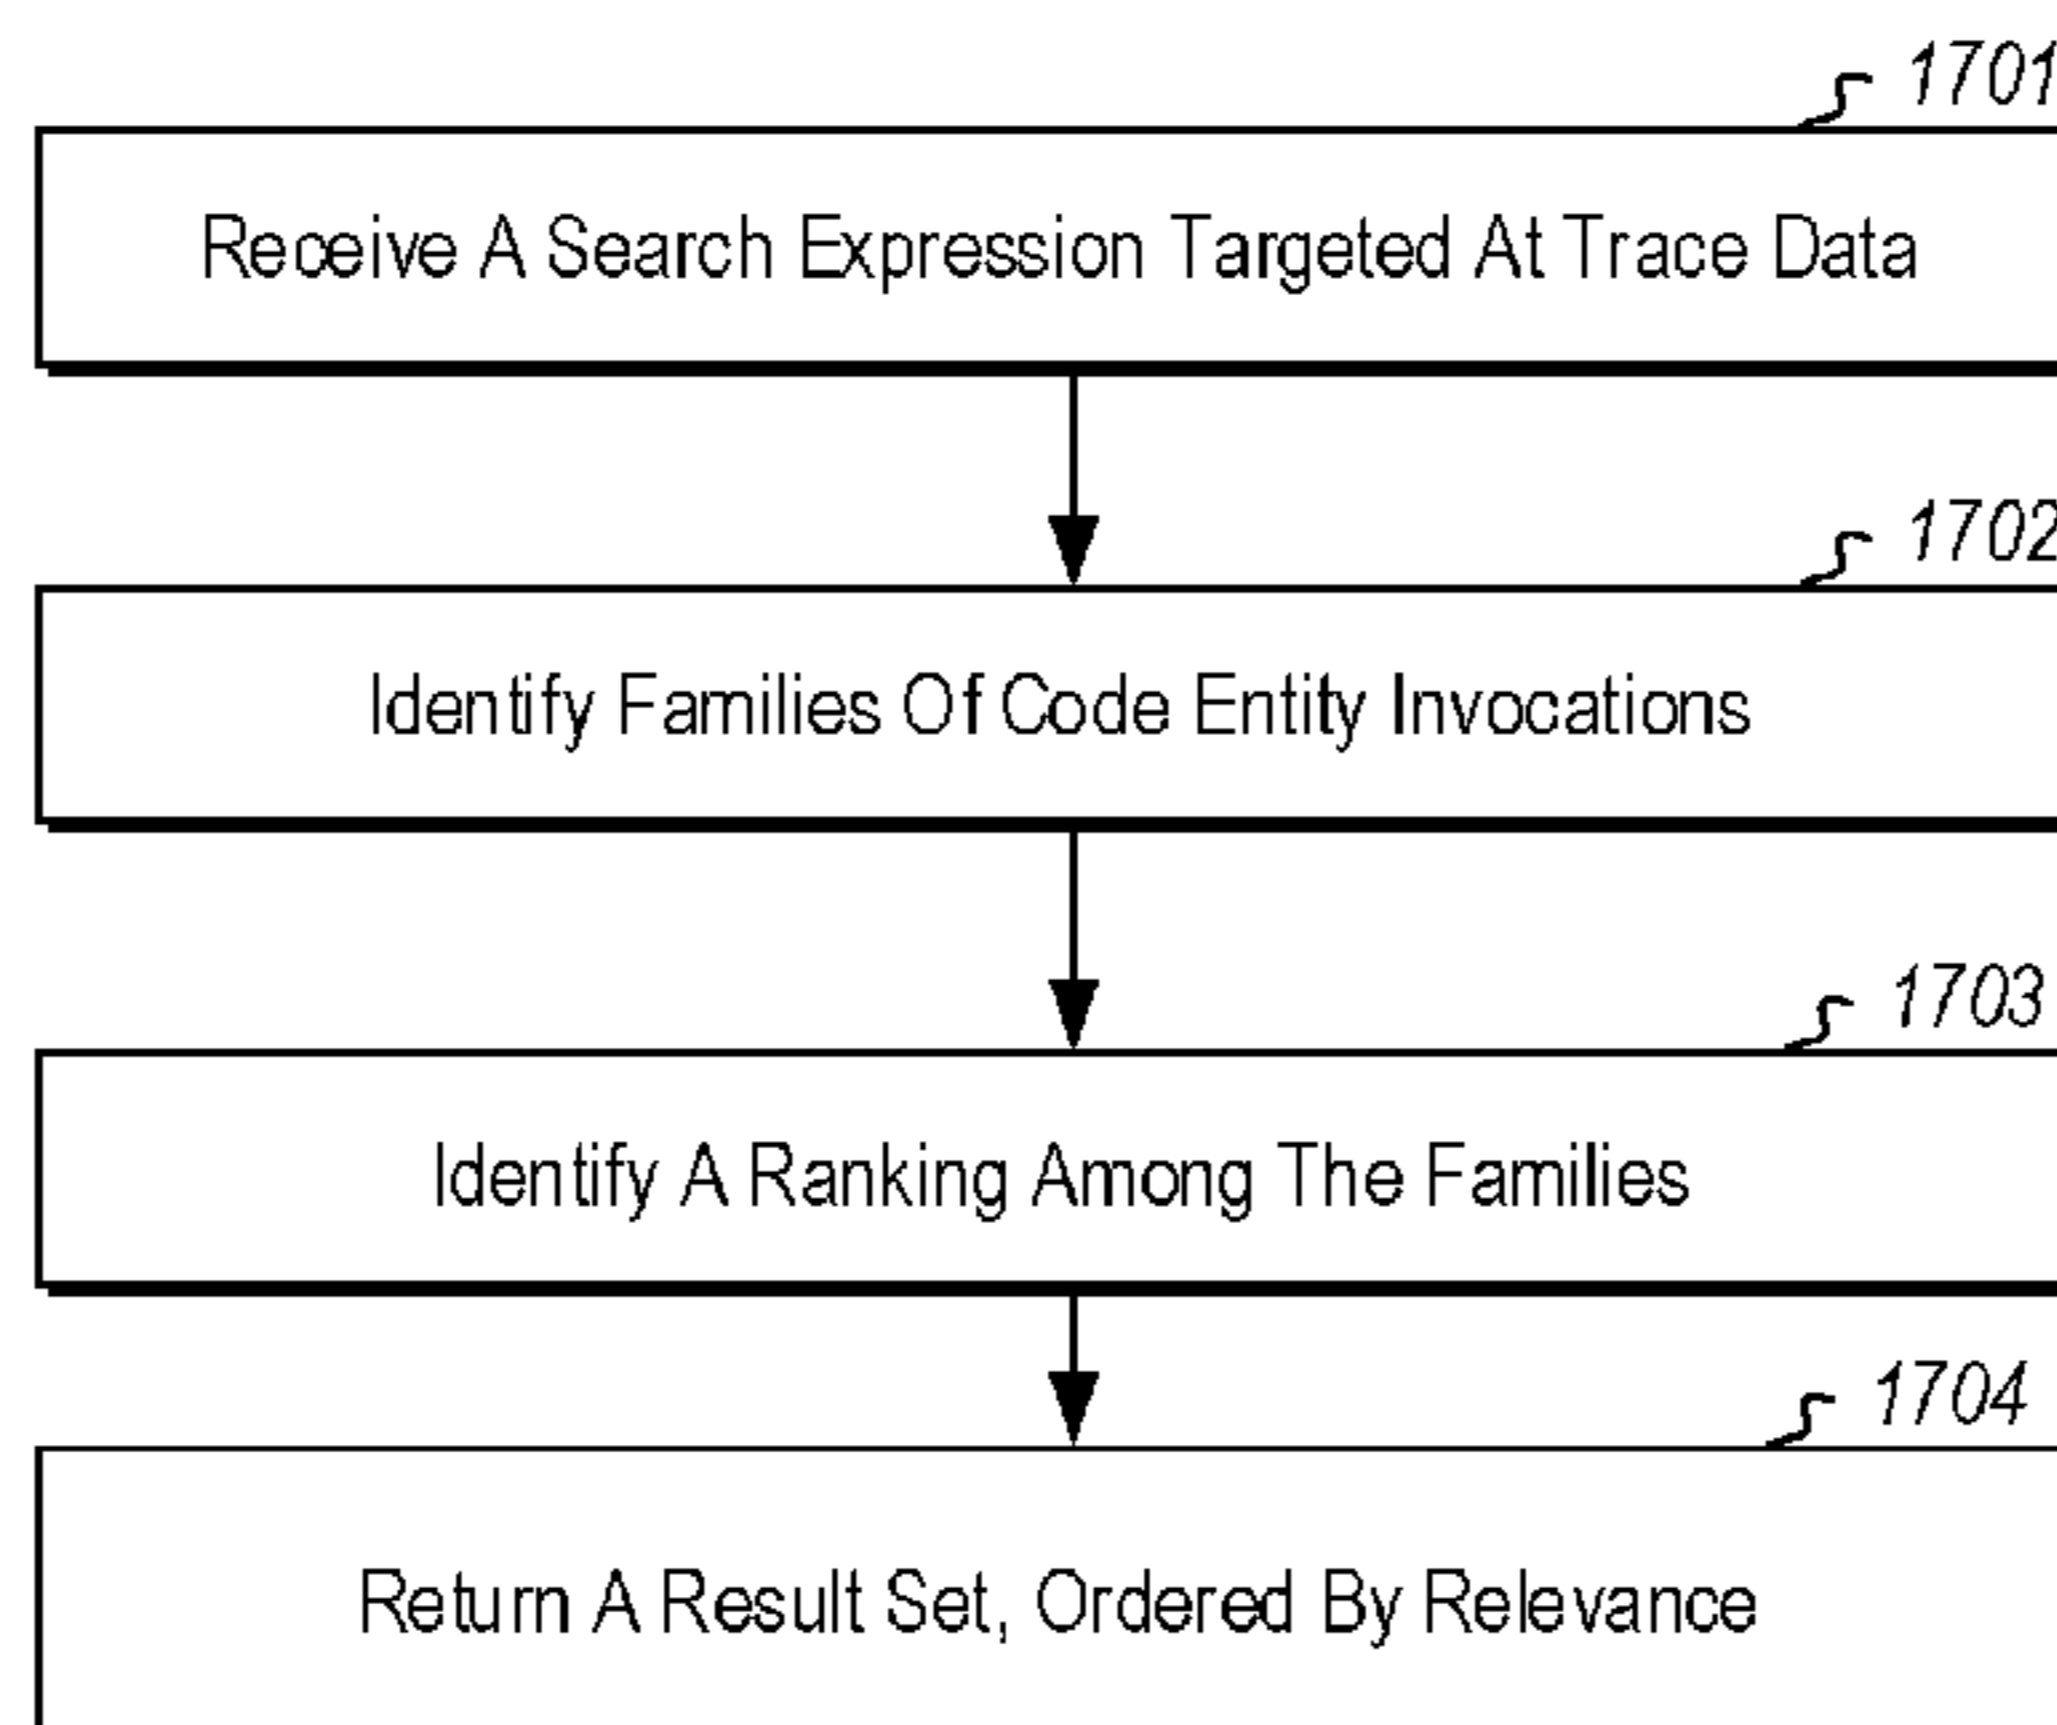 1701
Receive A Search Expression Targeted At Trace Data
1702
Identify Families Of Code Entity Invocations
1703
Identify A Ranking Among The Families
1704
Return A Result Set, Ordered By Relevance